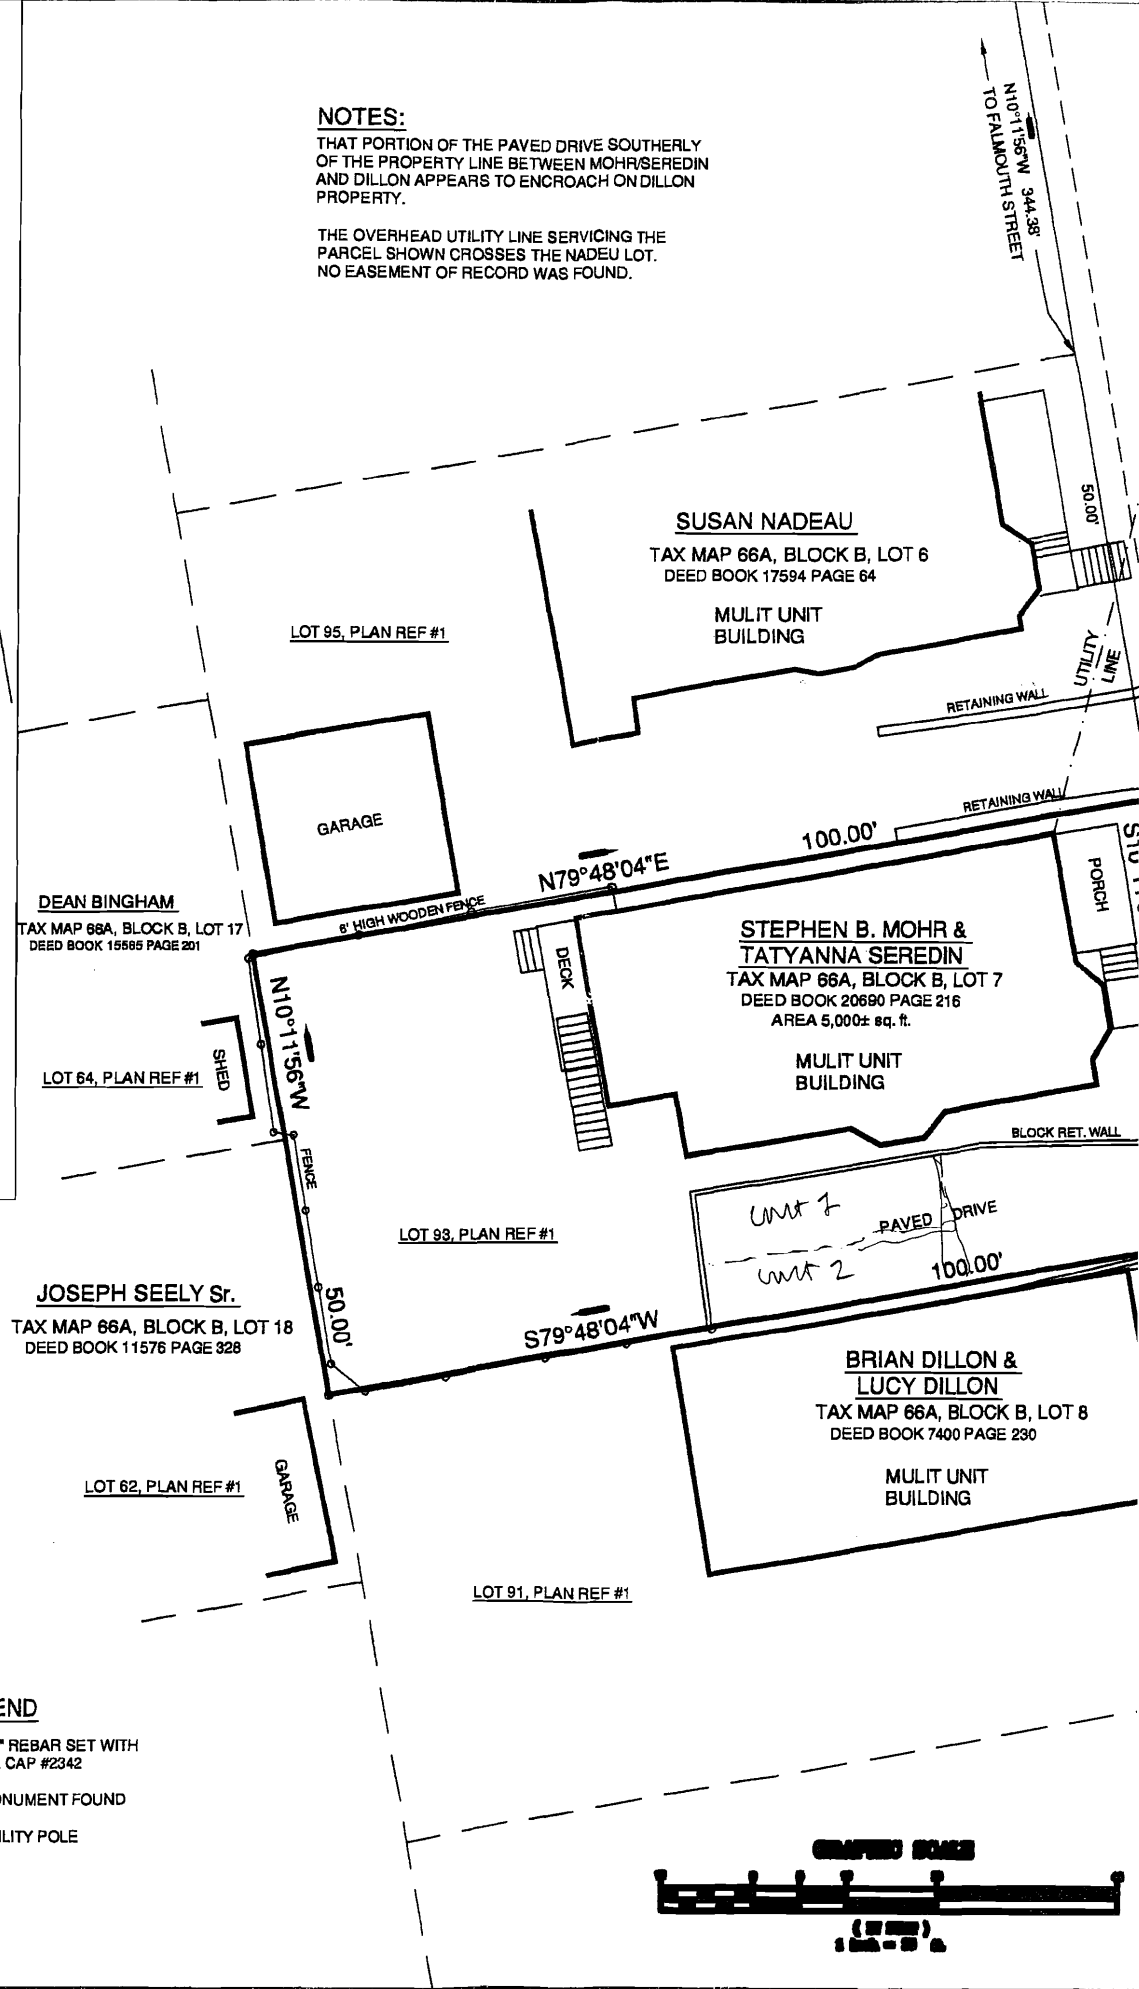 NOTES:
THAT PORTION OF THE PAVED DRIVE SOUTHERLY
OF THE PROPERTY LINE BETWEEN MOHR/SEREDIN
AND DILLON APPEARS TO ENCROACH ON DILLON
PROPERTY.
THE OVERHEAD UTILITY LINE SERVICING THE
PARCEL SHOWN CROSSES THE NADEU LOT.
NO EASEMENT OF RECORD WAS FOUND.
N10°11'56"W 344.38'
TO FALMOUTH STREET
50.00'
SUSAN NADEAU
TAX MAP 66A, BLOCK B, LOT 6
DEED BOOK 17594 PAGE 64
MULIT UNIT
BUILDING
LOT 95, PLAN REF #1
UTILITY
LINE
RETAINING WALL
RETAINING WALL
GARAGE
100.00'
N79°48'04"E
6' HIGH WOODEN FENCE
PORCH
DEAN BINGHAM
TAX MAP 66A, BLOCK B, LOT 17
DEED BOOK 15585 PAGE 201
DECK
STEPHEN B. MOHR &
TATYANNA SEREDIN
TAX MAP 66A, BLOCK B, LOT 7
DEED BOOK 20690 PAGE 216
AREA 5,000± sq. ft.
MULIT UNIT
BUILDING
N10°11'56"W
SHED
LOT 64, PLAN REF #1
FENCE
BLOCK RET. WALL
unit 1
PAVED DRIVE
unit 2
LOT 93, PLAN REF #1
100.00'
JOSEPH SEELY Sr.
TAX MAP 66A, BLOCK B, LOT 18
DEED BOOK 11576 PAGE 328
50.00'
S79°48'04"W
BRIAN DILLON &
LUCY DILLON
TAX MAP 66A, BLOCK B, LOT 8
DEED BOOK 7400 PAGE 230
MULIT UNIT
BUILDING
GARAGE
LOT 62, PLAN REF #1
LOT 91, PLAN REF #1
END
" REBAR SET WITH
CAP #2342
ONUMENT FOUND
ILITY POLE
GRAPHIC SCALE